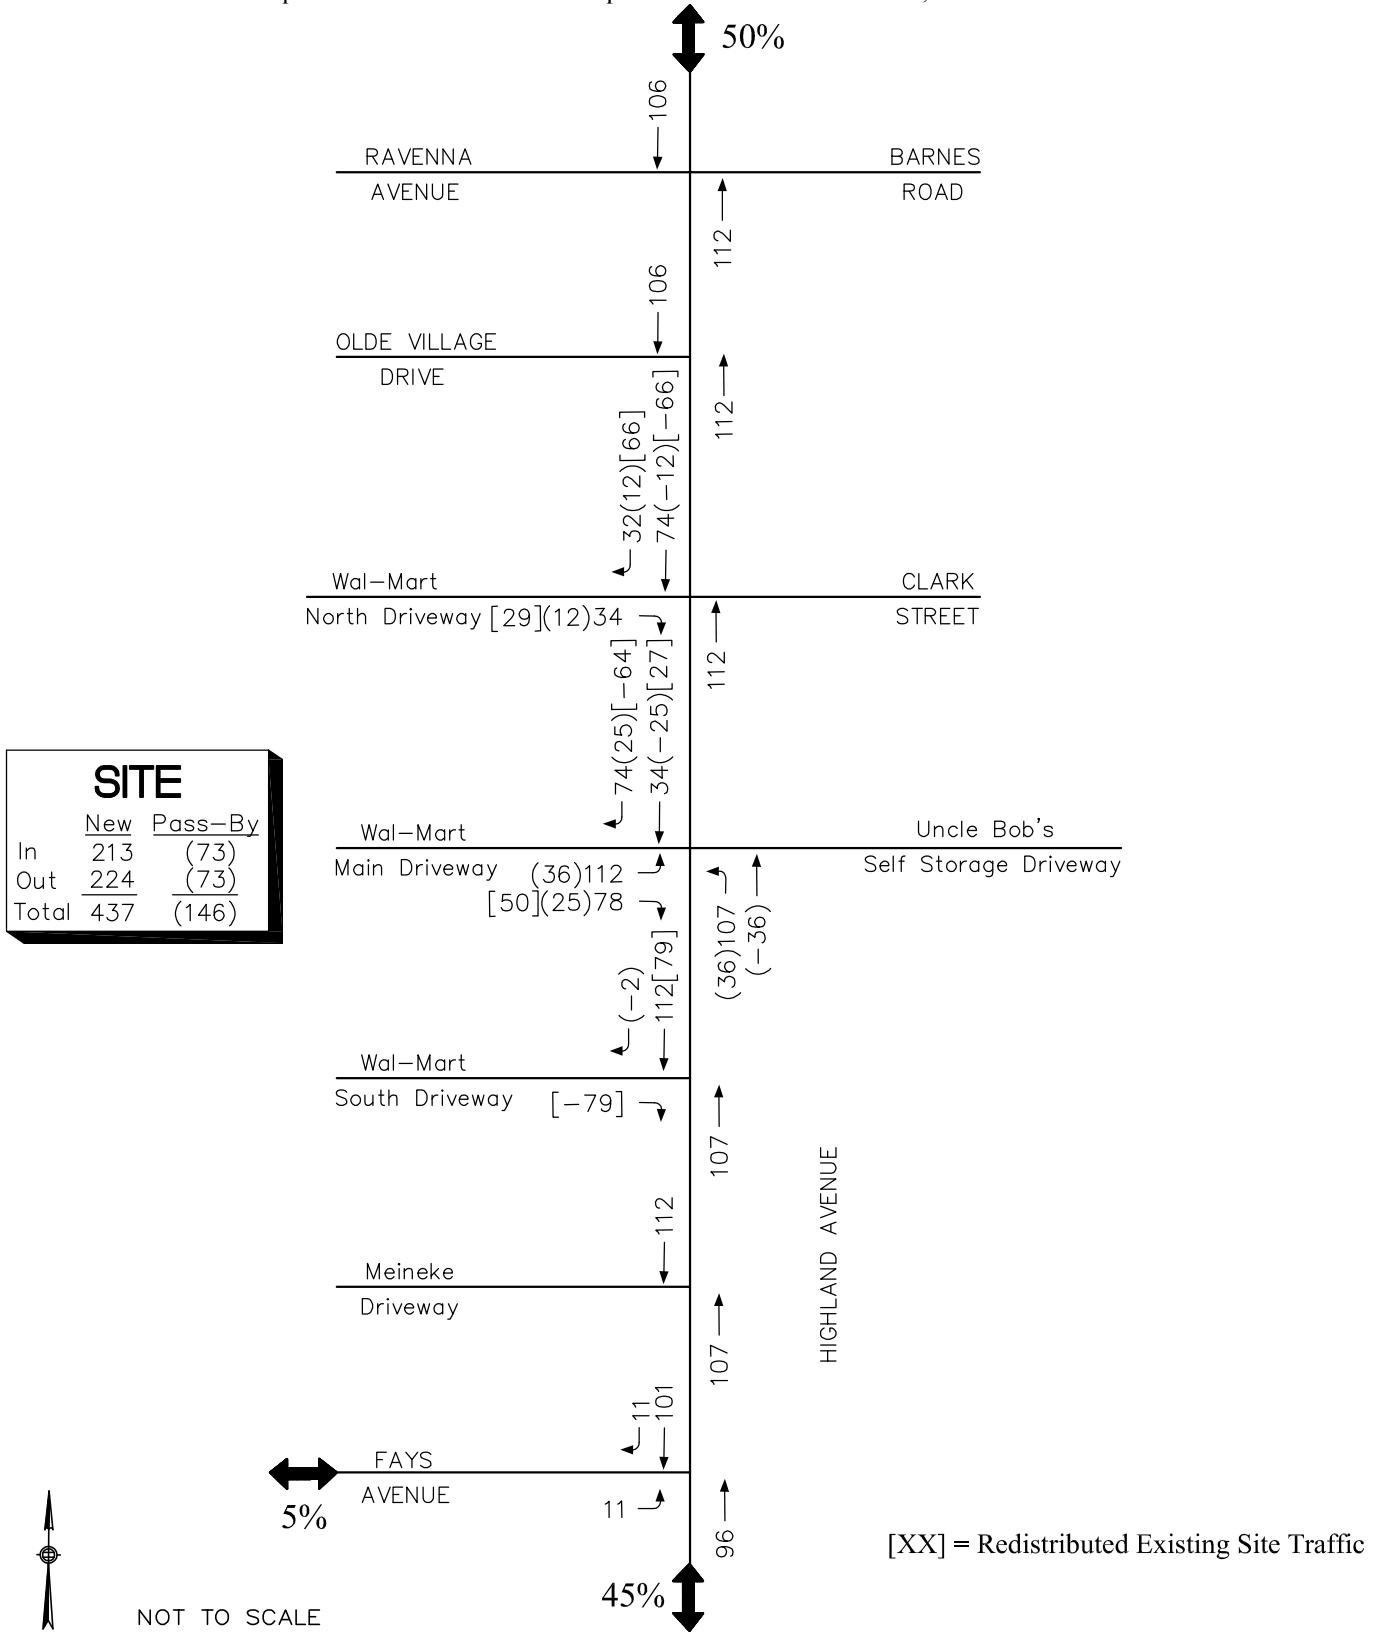 50%
106
RAVENNA
AVENUE
BARNES
ROAD
112
106
OLDE VILLAGE
DRIVE
112
32(12)[66]
74(-12)[-66]
Wal-Mart
North Driveway
CLARK
STREET
[29](12)34
112
74(25)[-64]
34(-25)[27]
SITE
New Pass-By
In 213 (73)
Out 224 (73)
Total 437 (146)
Wal-Mart
Main Driveway
Uncle Bob's
Self Storage Driveway
(36)112
[50](25)78
(36)107
(-36)
(-2)
112[79]
Wal-Mart
South Driveway
[-79]
107
HIGHLAND AVENUE
112
Meineke
Driveway
107
11
101
FAYS
AVENUE
5%
11
96
[XX] = Redistributed Existing Site Traffic
45%
NOT TO SCALE